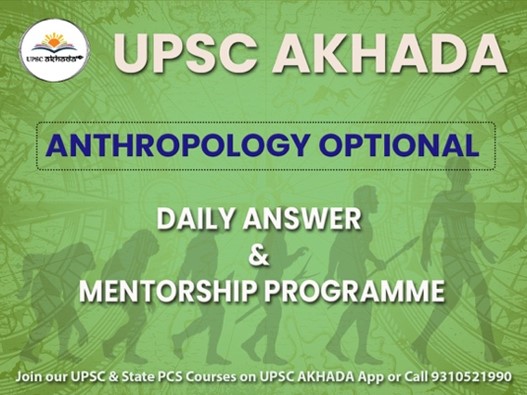 UPSC akhada
UPSC AKHADA
ANTHROPOLOGY OPTIONAL
DAILY ANSWER
&
MENTORSHIP PROGRAMME
Join our UPSC & State PCS Courses on UPSC AKHADA App or Call 9310521990